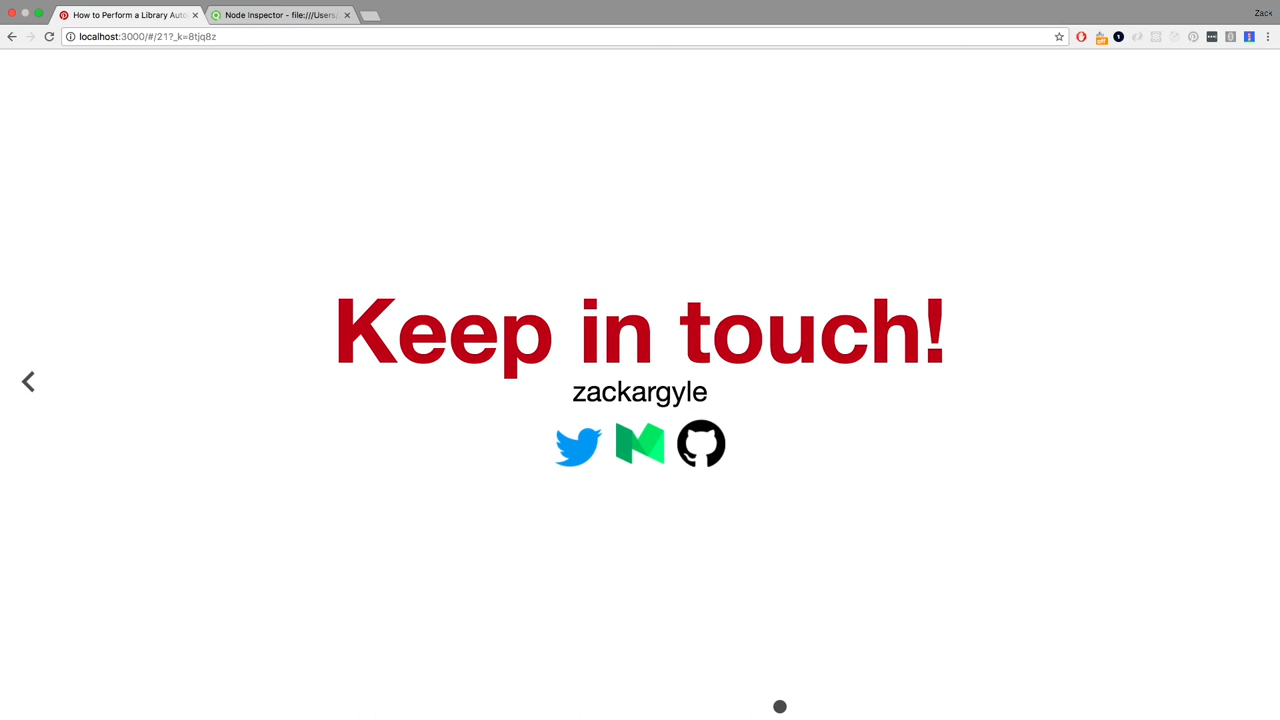 How to Perform a Library Auto
Node Inspector - file:///Users/
Zack
localhost:3000/#/21?_k=8tjq8z
off
Keep in touch!
zackargyle